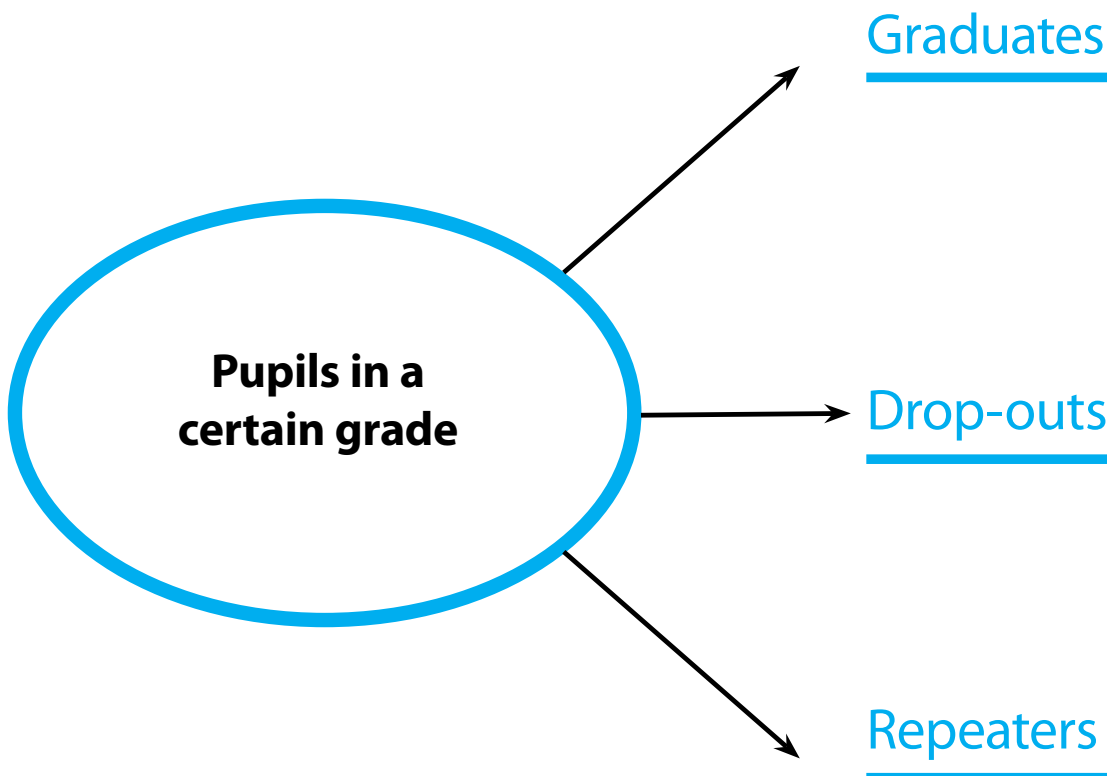 Graduates
Pupils in a
certain grade
Drop-outs
Repeaters